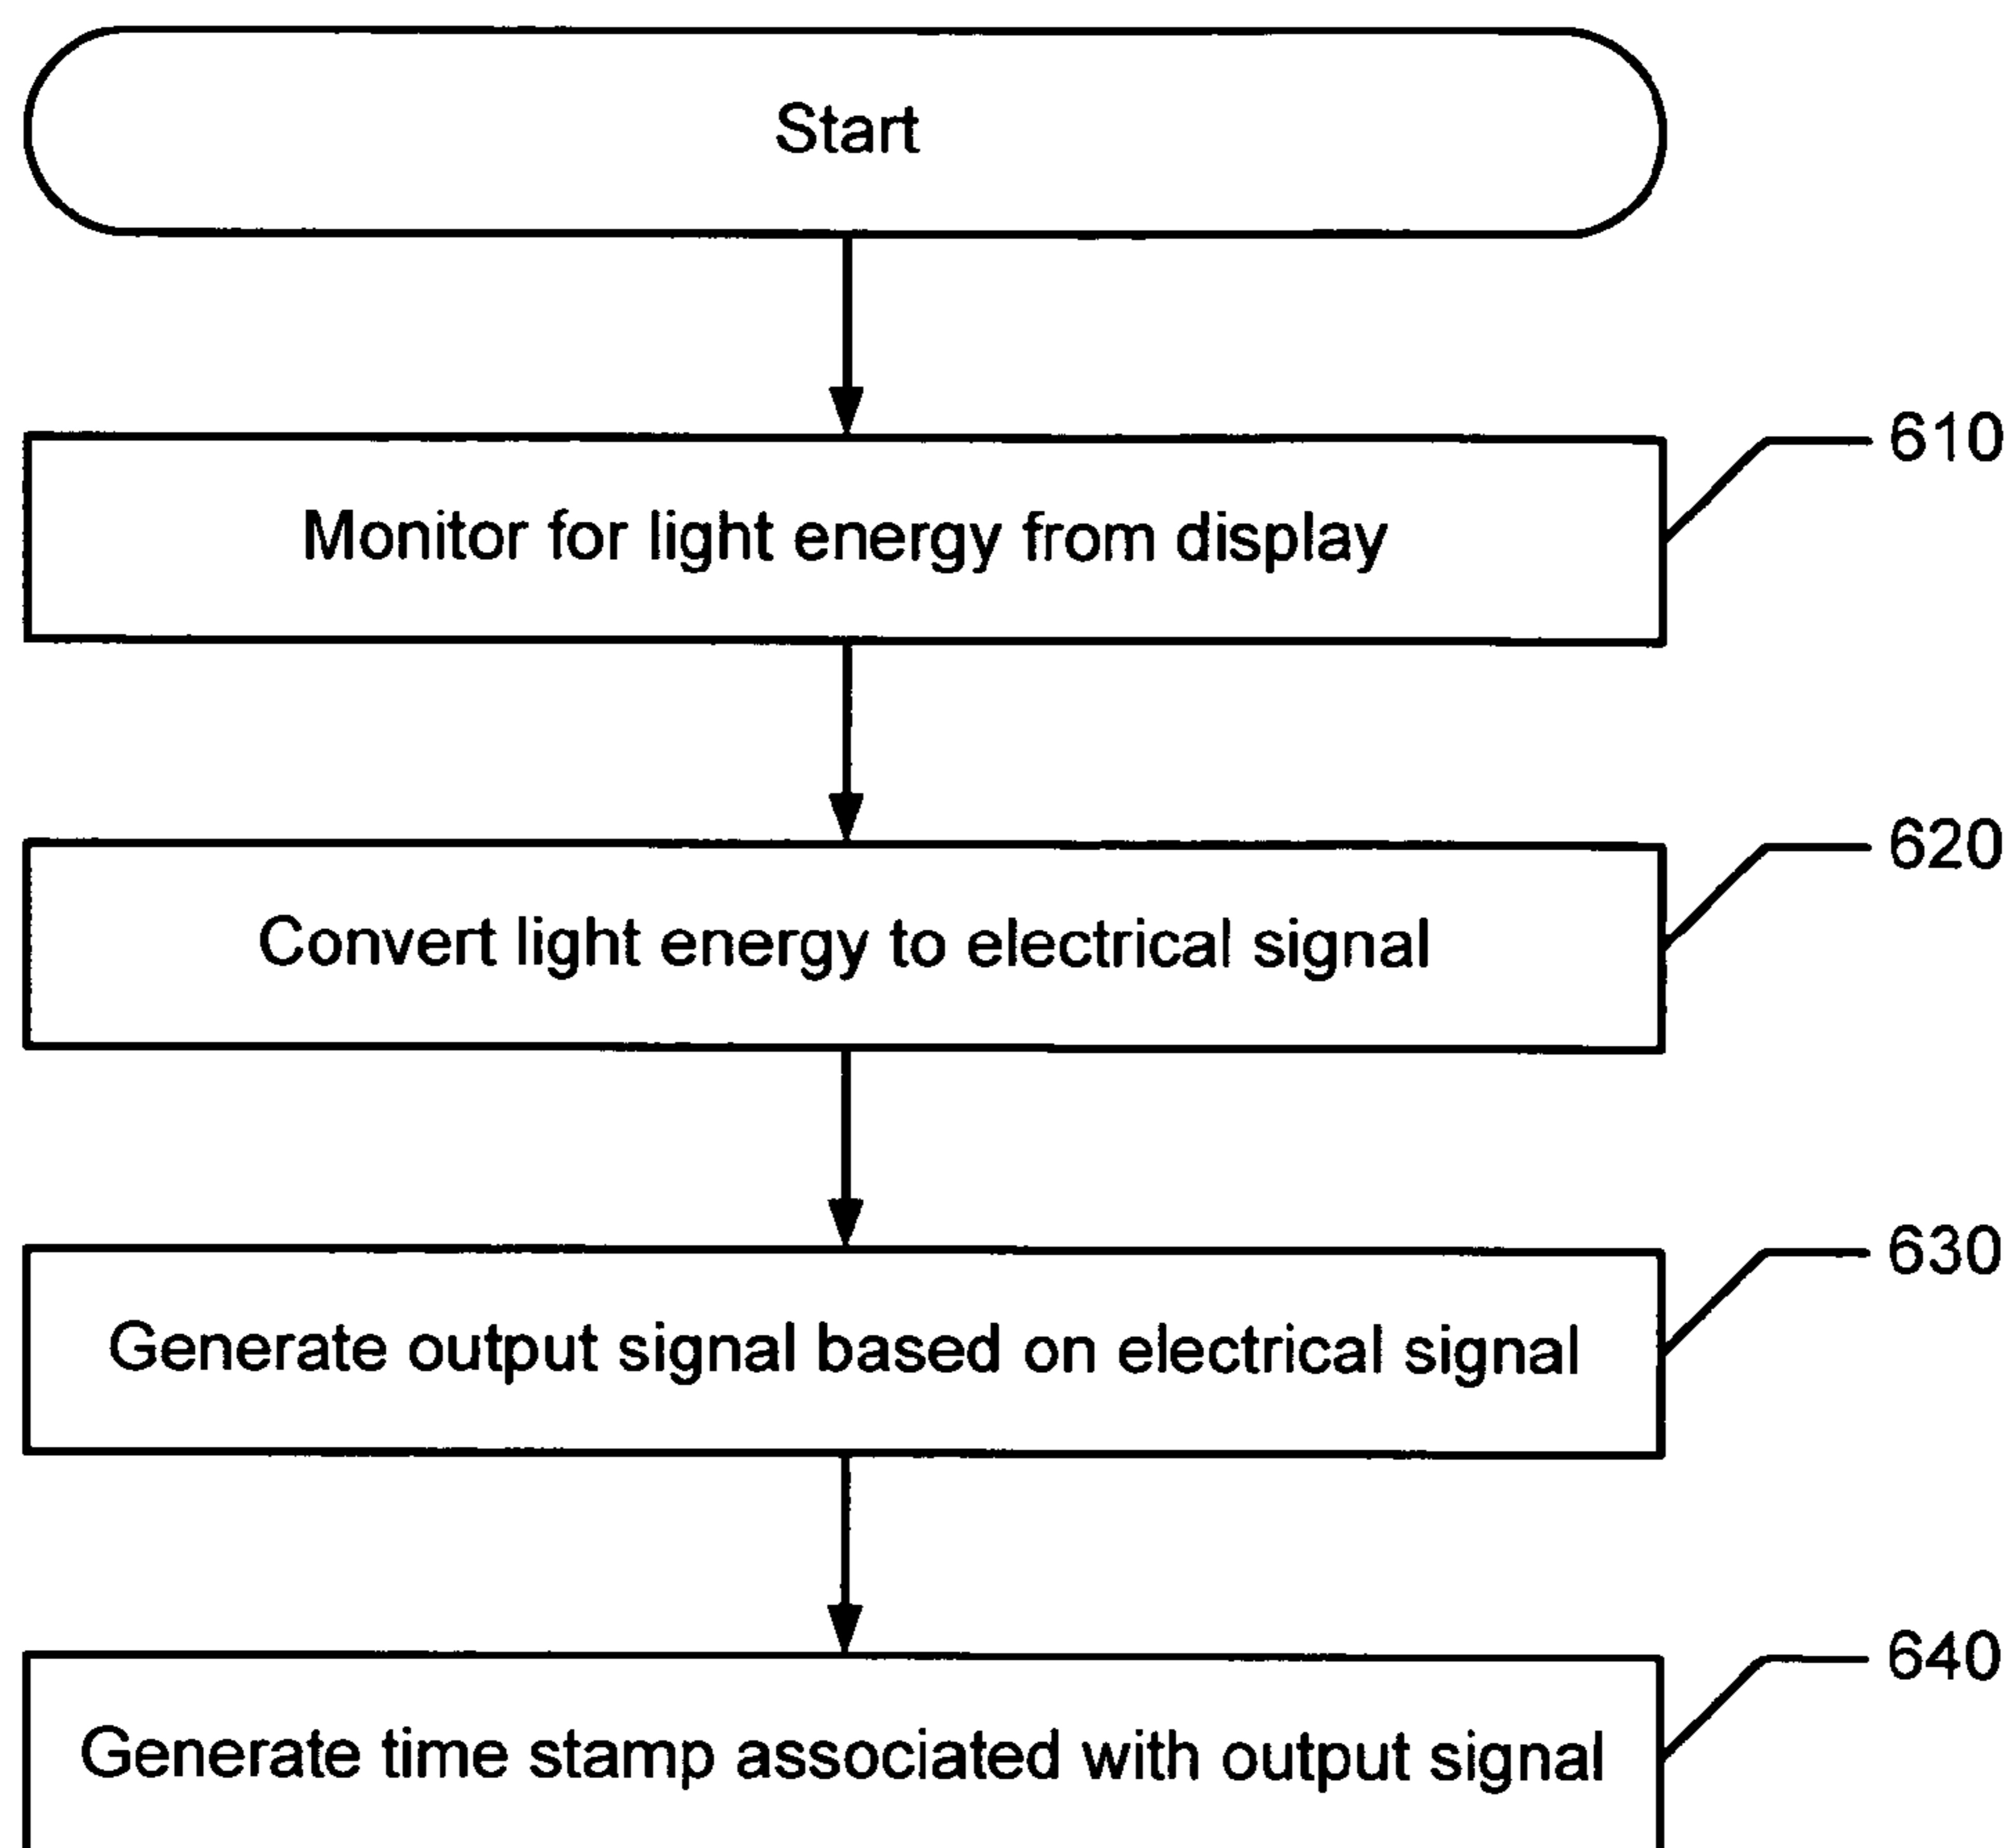 Start
610
Monitor for light energy from display
620
Convert light energy to electrical signal
630
Generate output signal based on electrical signal
640
Generate time stamp associated with output signal